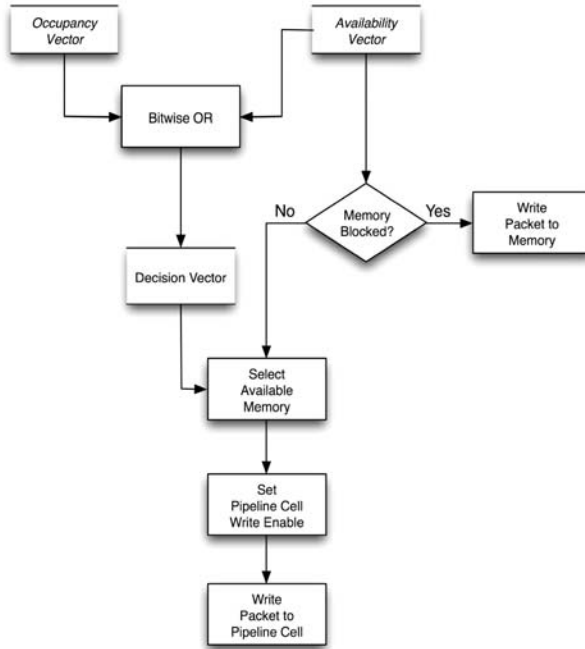 Occupancy
Vector
Availability
Vector
Bitwise OR
No
Memory
Blocked?
Yes
Write
Packet to
Memory
Decision Vector
Select
Available
Memory
Set
Pipeline Cell
Write Enable
Write
Packet to
Pipeline Cell